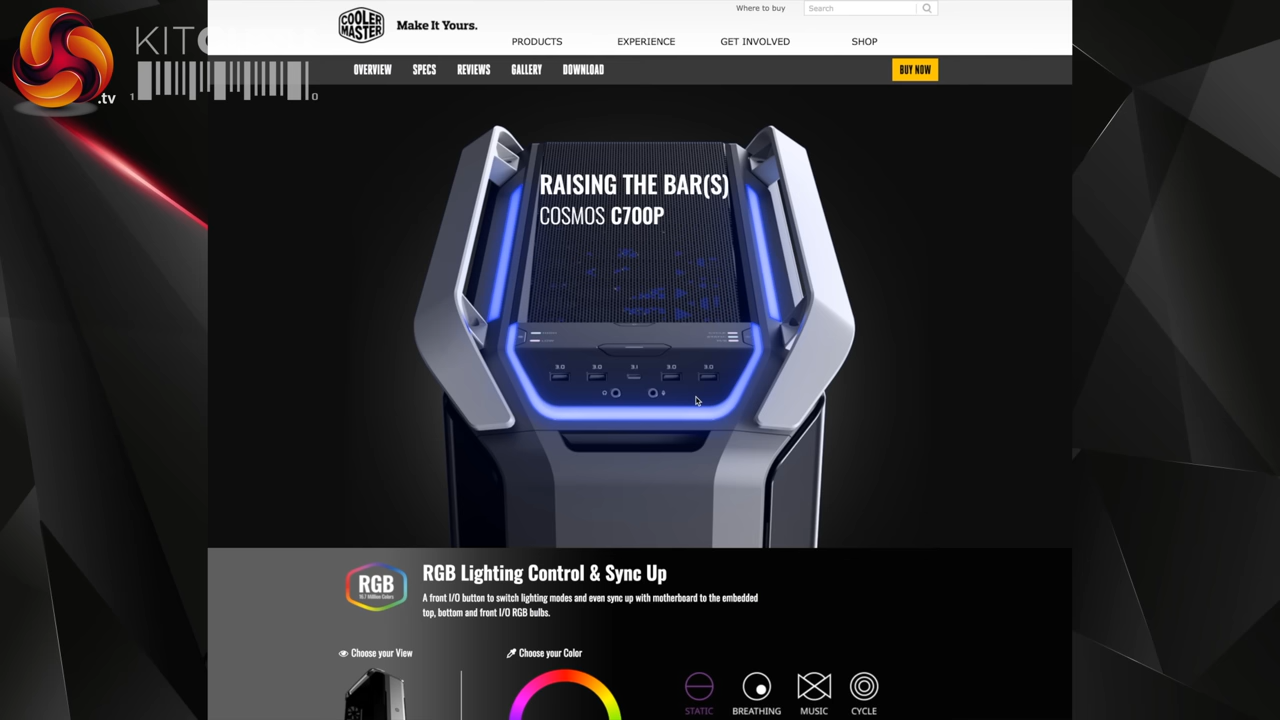 COOLER
MASTER
Make It Yours.
Where to buy
Search
PRODUCTS
EXPERIENCE
GET INVOLVED
SHOP
OVERVIEW
SPECS
REVIEWS
GALLERY
DOWNLOAD
BUY NOW
.tv
1
0
RAISING THE BAR(S)
COSMOS C700P
3.0 3.0 3.1 3.0 3.0
RGB
RGB Lighting Control & Sync Up
A front I/O button to switch lighting modes and even sync up with motherboard to the embedded
top, bottom and front I/O RGB bulbs.
Choose your View
Choose your Color
STATIC
BREATHING
MUSIC
CYCLE